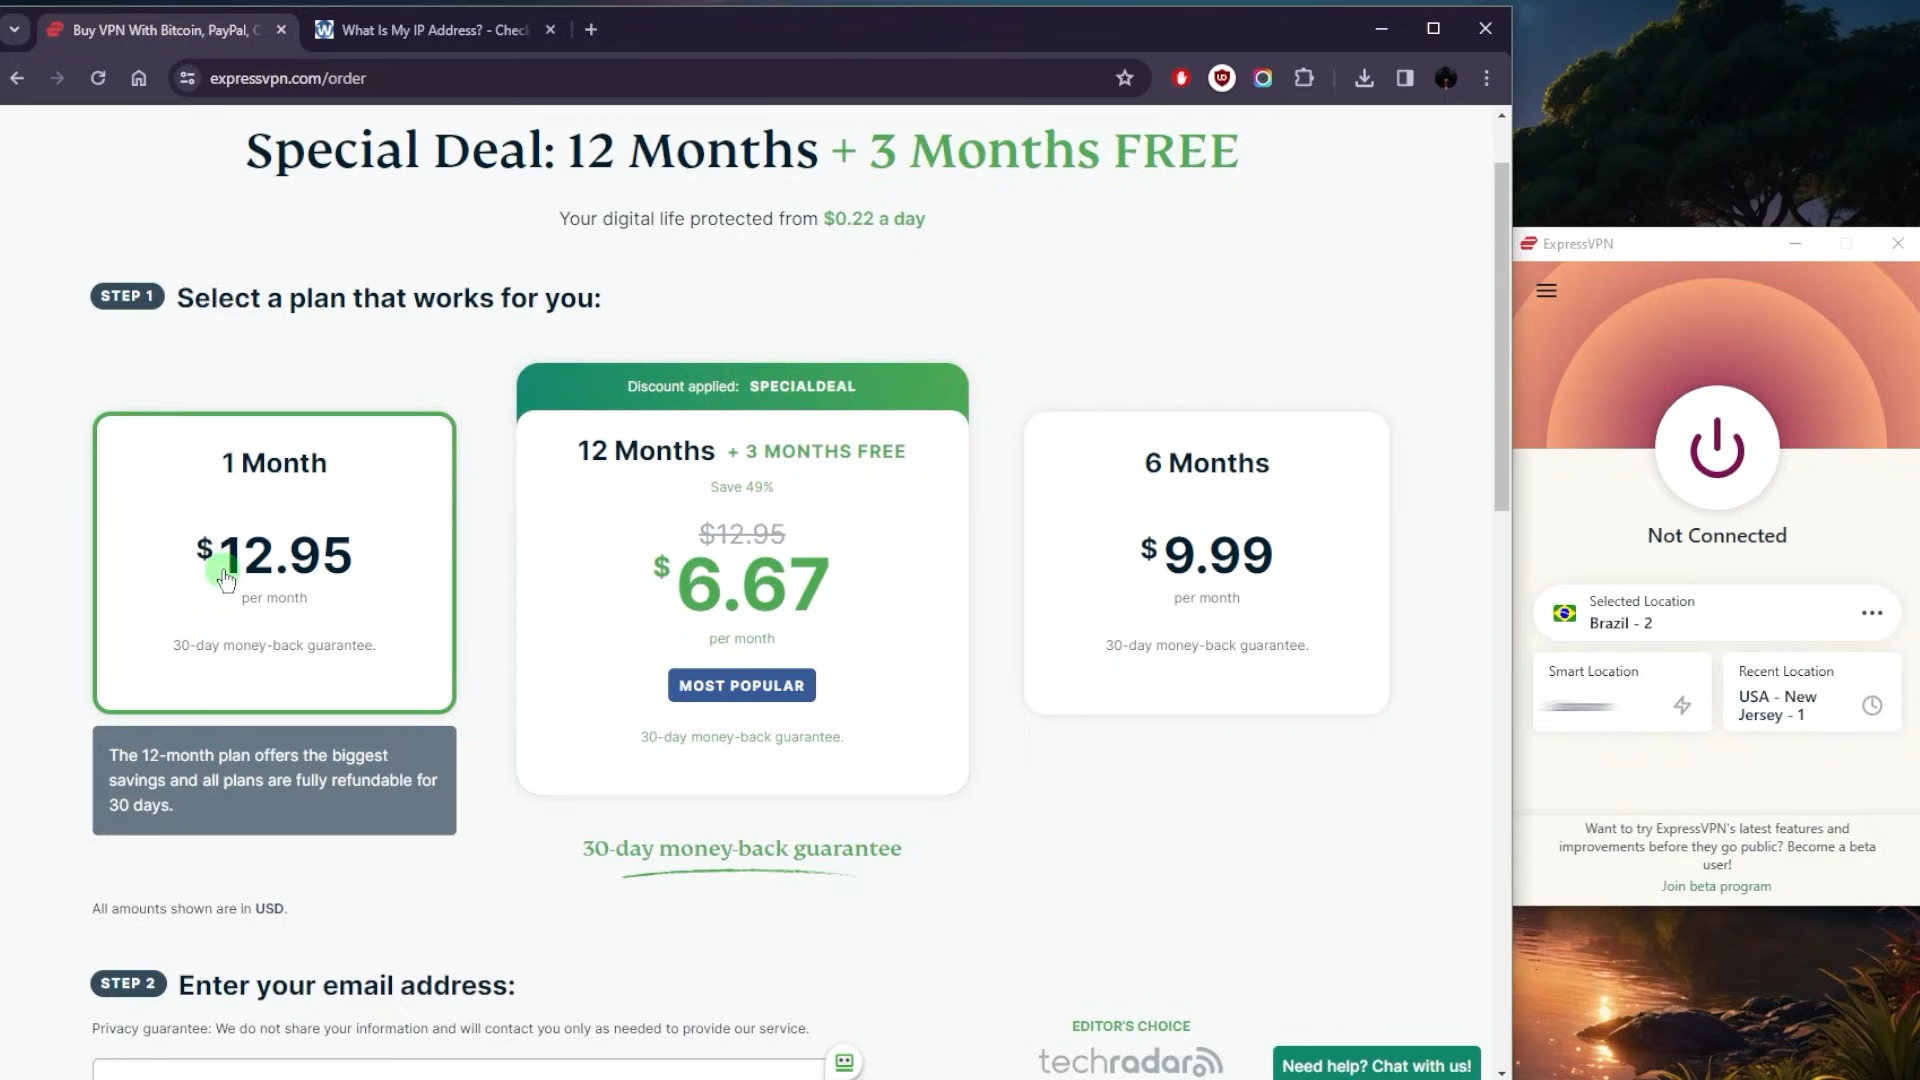 Buy VPN With Bitcoin, PayPal, C
What Is My IP Address? - Chec
expressvpn.com/order
Special Deal: 12 Months + 3 Months FREE
Your digital life protected from $0.22 a day
STEP 1 Select a plan that works for you:
1 Month
$12.95
per month
30-day money-back guarantee.
The 12-month plan offers the biggest
savings and all plans are fully refundable for
30 days.
Discount applied: SPECIALDEAL
12 Months + 3 MONTHS FREE
Save 49%
$12.95
$6.67
per month
MOST POPULAR
30-day money-back guarantee.
6 Months
$9.99
per month
30-day money-back guarantee.
30-day money-back guarantee
All amounts shown are in USD.
STEP 2 Enter your email address:
Privacy guarantee: We do not share your information and will contact you only as needed to provide our service.
EDITOR'S CHOICE
techradar
Need help? Chat with us!
ExpressVPN
Not Connected
Selected Location
Brazil - 2
Smart Location
Recent Location
USA - New
Jersey - 1
Want to try ExpressVPN's latest features and
improvements before they go public? Become a beta
user!
Join beta program